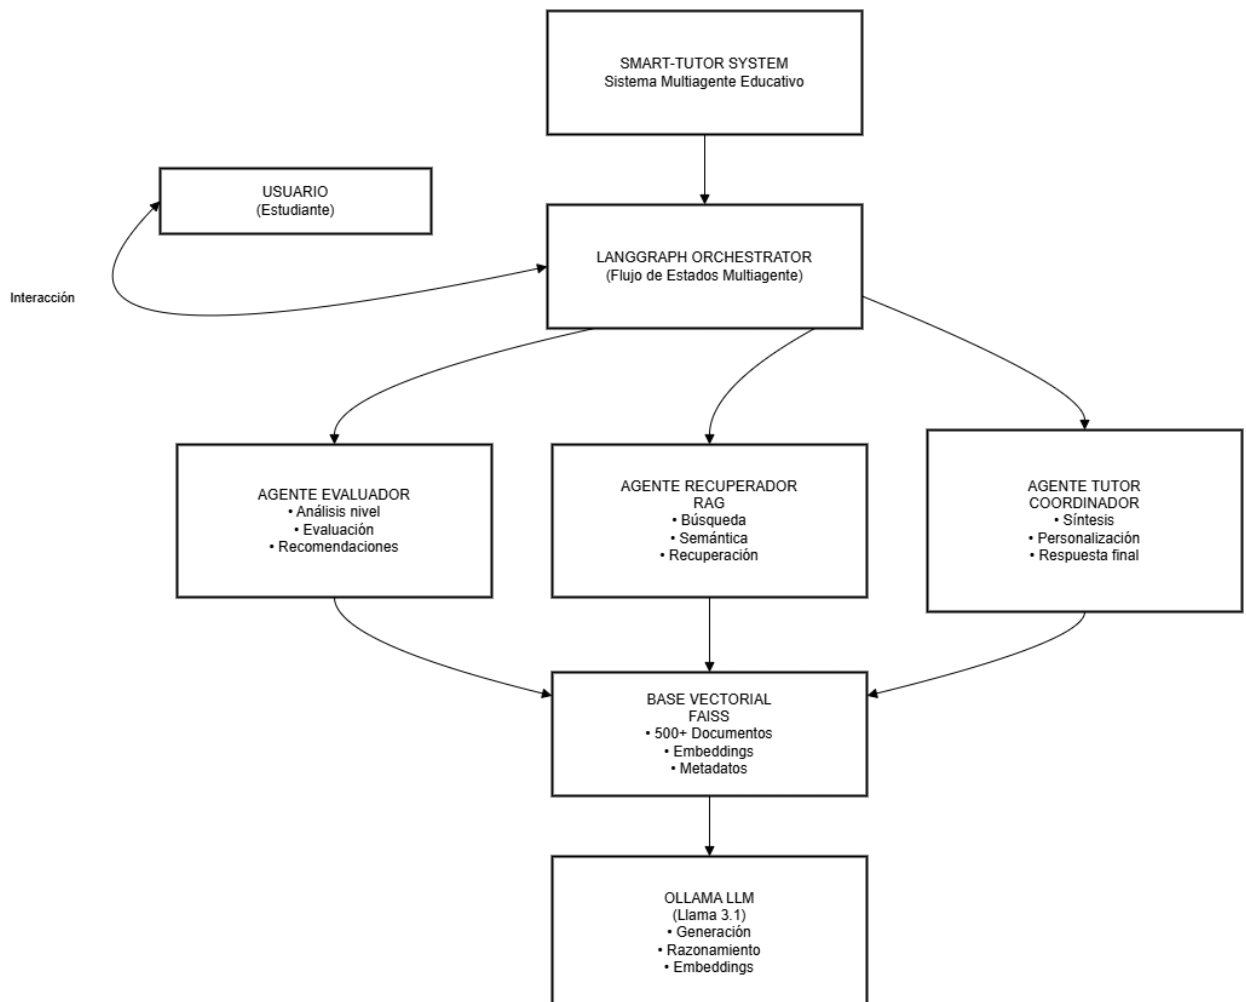 SMART-TUTOR SYSTEM
Sistema Multiagente Educativo
USUARIO
(Estudiante)
LANGGRAPH ORCHESTRATOR
(Flujo de Estados Multiagente)
Interacción
AGENTE EVALUADOR
• Análisis nivel
• Evaluación
• Recomendaciones
AGENTE RECUPERADOR
RAG
• Búsqueda
• Semántica
• Recuperación
AGENTE TUTOR
COORDINADOR
• Síntesis
• Personalización
• Respuesta final
BASE VECTORIAL
FAISS
• 500+ Documentos
• Embeddings
• Metadatos
OLLAMA LLM
(Llama 3.1)
• Generación
• Razonamiento
• Embeddings